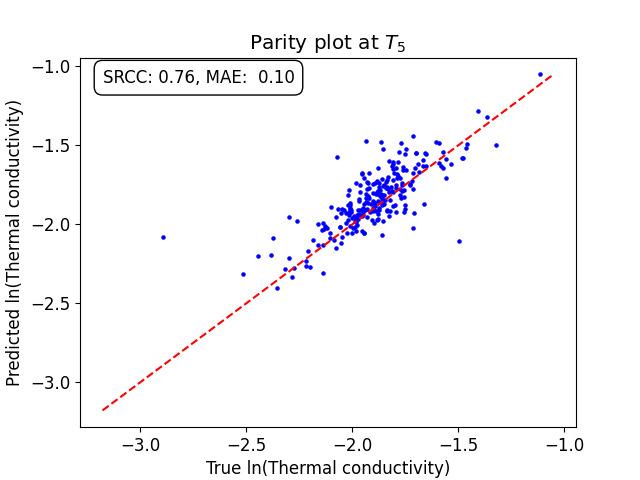 Parity plot at T5
SRCC: 0.76, MAE:  0.10
Predicted ln(Thermal conductivity)
−1.0
−1.5
−2.0
−2.5
−3.0
−3.0 −2.5 −2.0 −1.5 −1.0
True ln(Thermal conductivity)